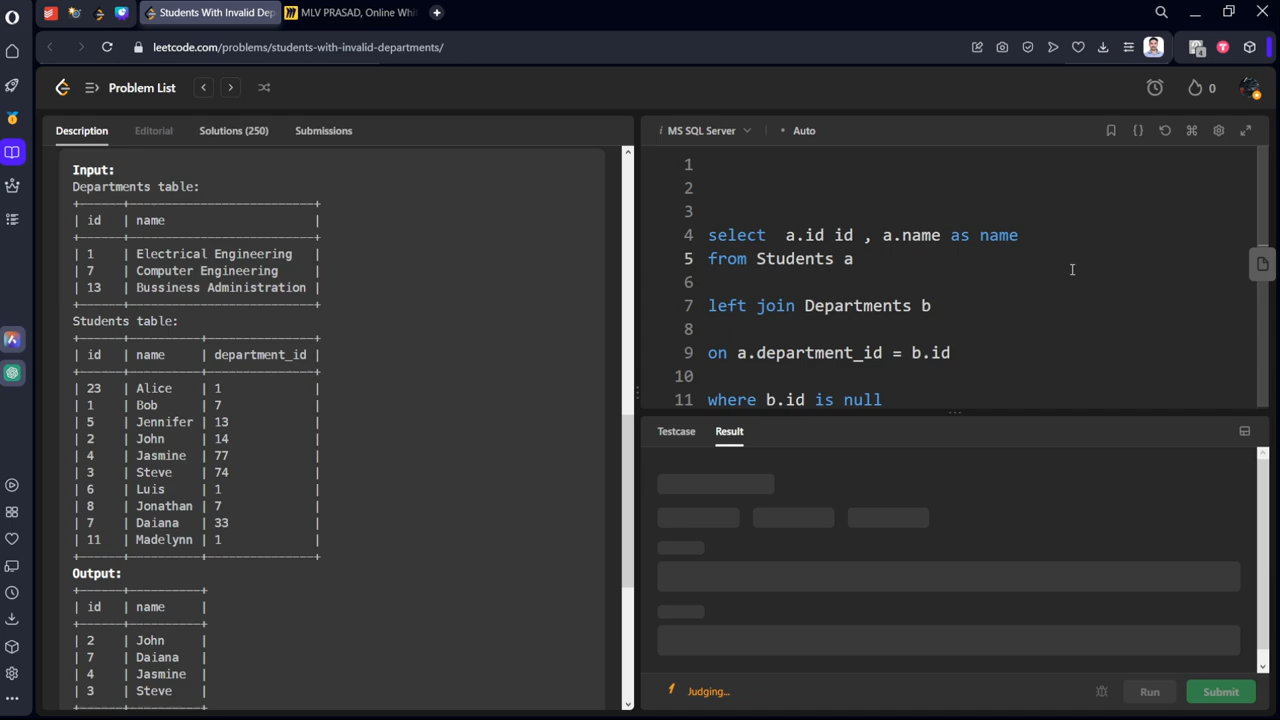 Students With Invalid Dep
MLV PRASAD, Online Whit
leetcode.com/problems/students-with-invalid-departments/
Problem List
0
Description
Editorial
Solutions (250)
Submissions
Input:
Departments table:
+------+--------------------------+
| id | name |
+------+--------------------------+
| 1 | Electrical Engineering |
| 7 | Computer Engineering |
| 13 | Bussiness Administration |
+------+--------------------------+
Students table:
+------+----------+---------------+
| id | name | department_id |
+------+----------+---------------+
| 23 | Alice | 1 |
| 1 | Bob | 7 |
| 5 | Jennifer | 13 |
| 2 | John | 14 |
| 4 | Jasmine | 77 |
| 3 | Steve | 74 |
| 6 | Luis | 1 |
| 8 | Jonathan | 7 |
| 7 | Daiana | 33 |
| 11 | Madelynn | 1 |
+------+----------+---------------+
Output:
+------+----------+
| id | name |
+------+----------+
| 2 | John |
| 7 | Daiana |
| 4 | Jasmine |
| 3 | Steve |
+------+----------+
i MS SQL Server
• Auto
1
2
3
4 select a.id id , a.name as name
5 from Students a
6
7 left join Departments b
8
9 on a.department_id = b.id
10
11 where b.id is null
Testcase
Result
Judging...
Run
Submit